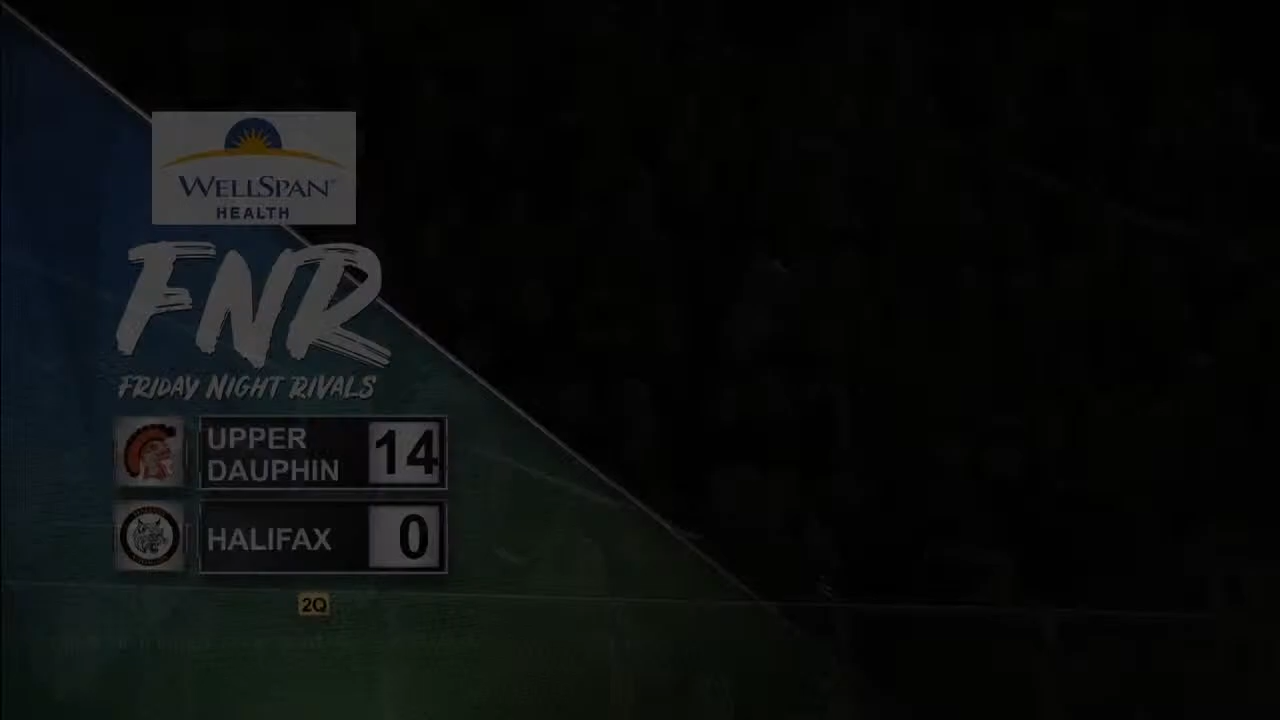 WELLSPAN
HEALTH
FNR
FRIDAY NIGHT RIVALS
UPPER
DAUPHIN
14
HALIFAX
0
2Q